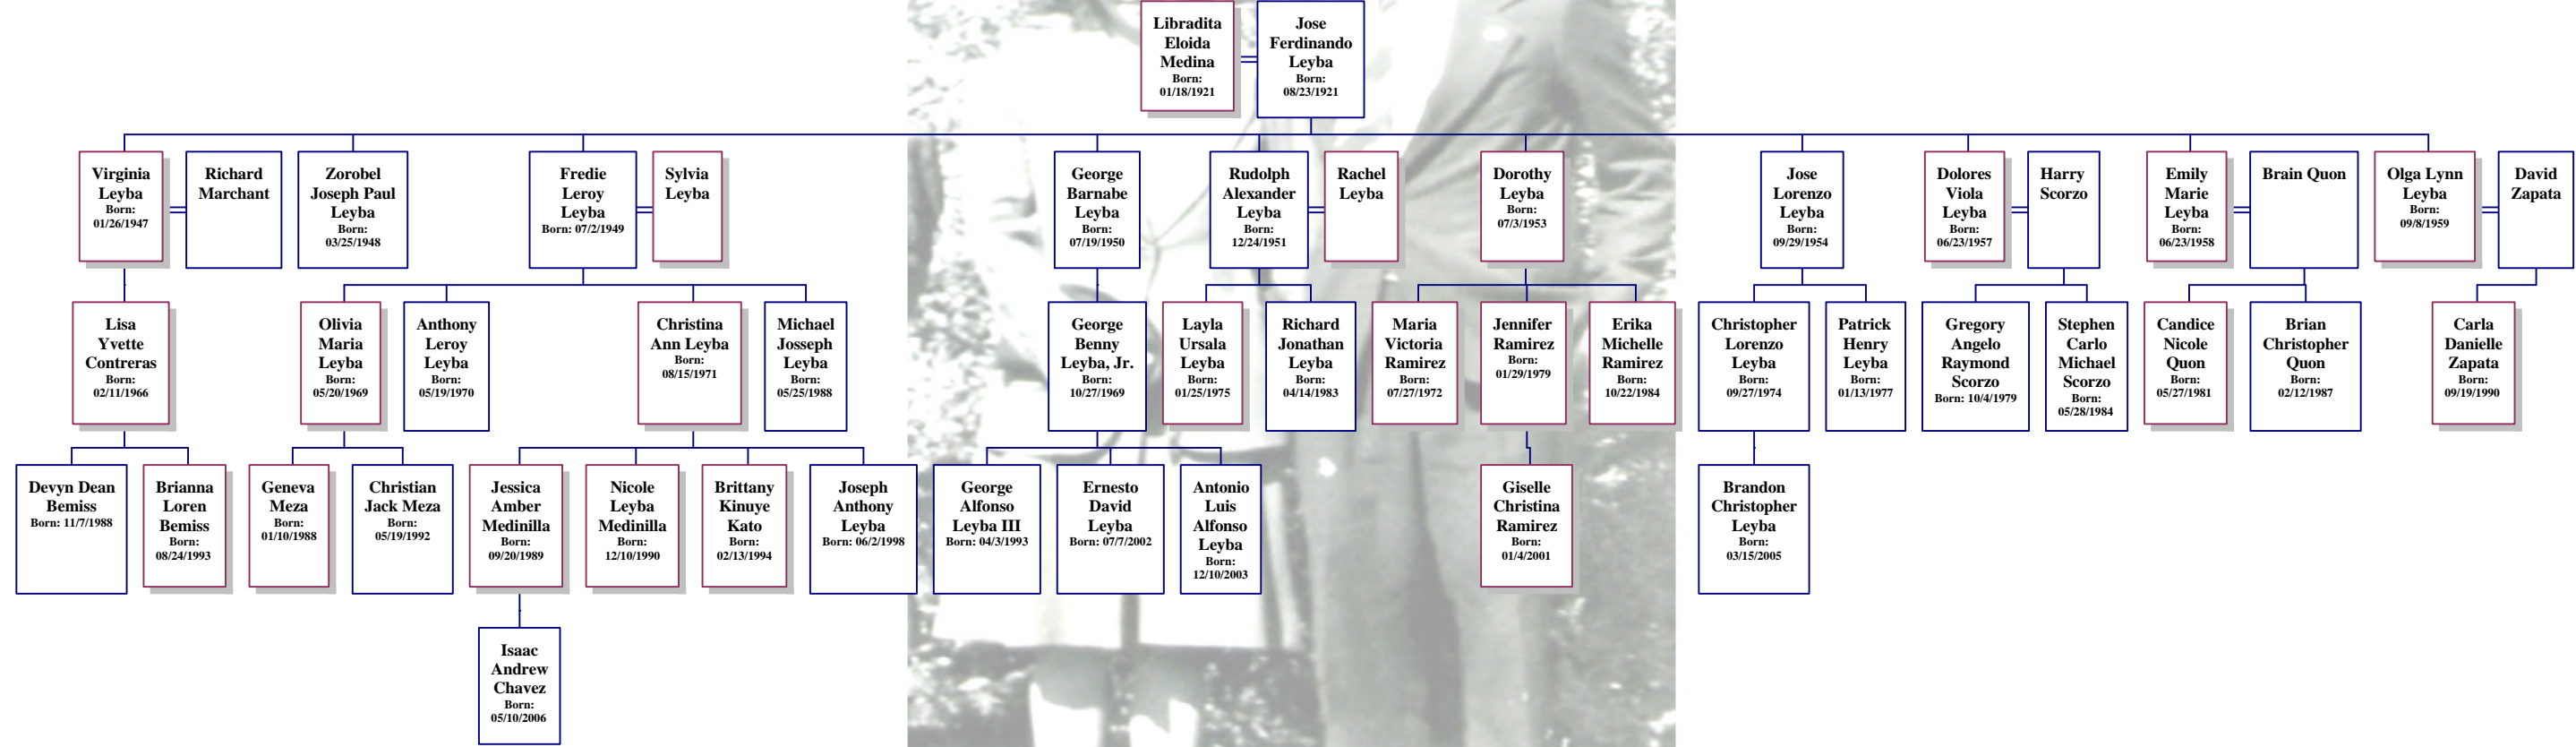 Libradita
Eloida
Medina
Born:
01/18/1921
Jose
Ferdinando
Leyba
Born:
08/23/1921
Virginia
Leyba
Born:
01/26/1947
Richard
Marchant
Zorobel
Joseph Paul
Leyba
Born:
03/25/1948
Fredie
Leroy
Leyba
Born: 07/2/1949
Sylvia
Leyba
George
Barnabe
Leyba
Born:
07/19/1950
Rudolph
Alexander
Leyba
Born:
12/24/1951
Rachel
Leyba
Dorothy
Leyba
Born:
07/3/1953
Jose
Lorenzo
Leyba
Born:
09/29/1954
Dolores
Viola
Leyba
Born:
06/23/1957
Harry
Scorzo
Emily
Marie
Leyba
Born:
06/23/1958
Brain Quon
Olga Lynn
Leyba
Born:
09/8/1959
David
Zapata
Lisa
Yvette
Contreras
Born:
02/11/1966
Olivia
Maria
Leyba
Born:
05/20/1969
Anthony
Leroy
Leyba
Born:
05/19/1970
Christina
Ann Leyba
Born:
08/15/1971
Michael
Josseph
Leyba
Born:
05/25/1988
George
Benny
Leyba, Jr.
Born:
10/27/1969
Layla
Ursala
Leyba
Born:
01/25/1975
Richard
Jonathan
Leyba
Born:
04/14/1983
Maria
Victoria
Ramirez
Born:
07/27/1972
Jennifer
Ramirez
Born:
01/29/1979
Erika
Michelle
Ramirez
Born:
10/22/1984
Christopher
Lorenzo
Leyba
Born:
09/27/1974
Patrick
Henry
Leyba
Born:
01/13/1977
Gregory
Angelo
Raymond
Scorzo
Born: 10/4/1979
Stephen
Carlo
Michael
Scorzo
Born:
05/28/1984
Candice
Nicole
Quon
Born:
05/27/1981
Brian
Christopher
Quon
Born:
02/12/1987
Carla
Danielle
Zapata
Born:
09/19/1990
Devyn Dean
Bemiss
Born: 11/7/1988
Brianna
Loren
Bemiss
Born:
08/24/1993
Geneva
Meza
Born:
01/10/1988
Christian
Jack Meza
Born:
05/19/1992
Jessica
Amber
Medinilla
Born:
09/20/1989
Nicole
Leyba
Medinilla
Born:
12/10/1990
Brittany
Kinuye
Kato
Born:
02/13/1994
Joseph
Anthony
Leyba
Born: 06/2/1998
George
Alfonso
Leyba III
Born: 04/3/1993
Ernesto
David
Leyba
Born: 07/7/2002
Antonio
Luis
Alfonso
Leyba
Born:
12/10/2003
Giselle
Christina
Ramirez
Born:
01/4/2001
Brandon
Christopher
Leyba
Born:
03/15/2005
Isaac
Andrew
Chavez
Born:
05/10/2006